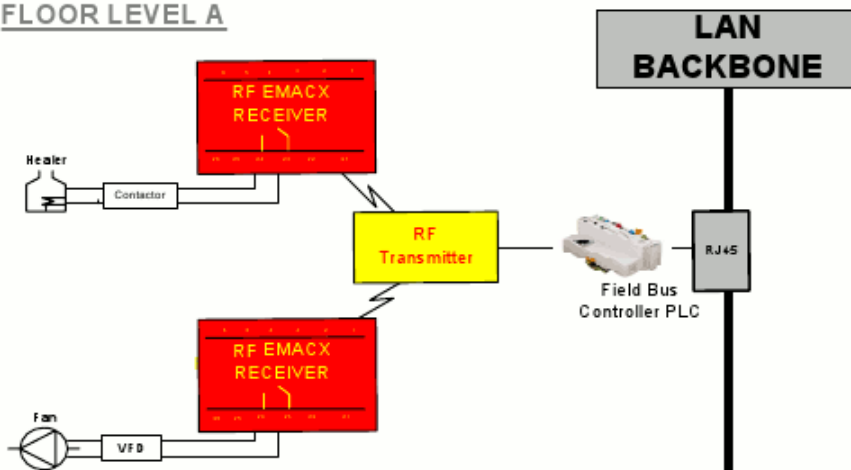 FLOOR LEVEL A
LAN
BACKBONE
RF EMACX
RECEIVER
Healer
Contactor
RF
Transmitter
RJ45
Field Bus
Controller PLC
RF EMACX
RECEIVER
Fan
VFD